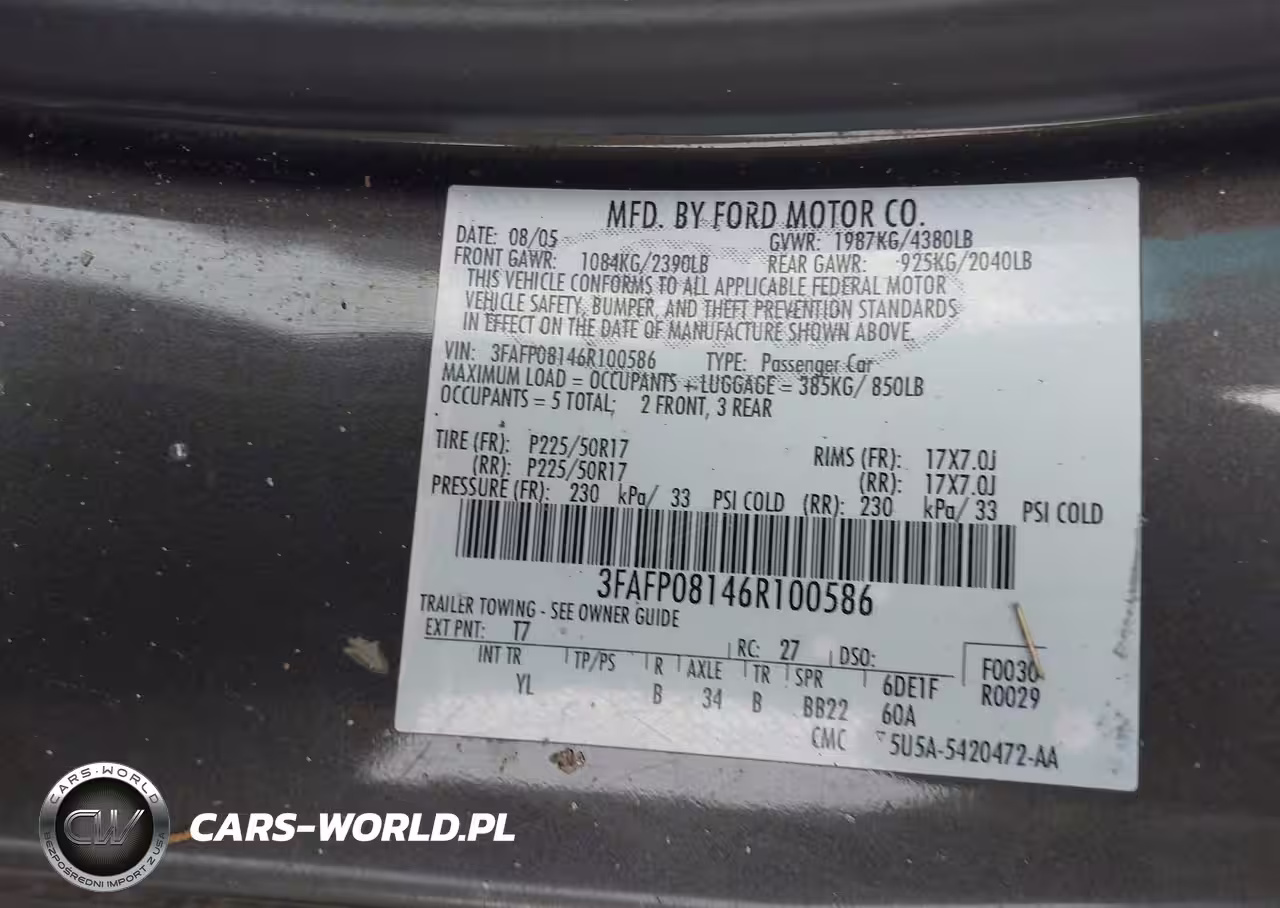 MFD. BY FORD MOTOR CO.
DATE: 08/05 GVWR: 1987KG/4380LB
FRONT GAWR: 1084KG/2390LB REAR GAWR: 925KG/2040LB
THIS VEHICLE CONFORMS TO ALL APPLICABLE FEDERAL MOTOR
VEHICLE SAFETY, BUMPER, AND THEFT PREVENTION STANDARDS
IN EFFECT ON THE DATE OF MANUFACTURE SHOWN ABOVE.
VIN: 3FAFP08146R100586 TYPE: Passenger Car
MAXIMUM LOAD = OCCUPANTS + LUGGAGE = 385KG/ 850LB
OCCUPANTS = 5 TOTAL; 2 FRONT, 3 REAR
TIRE (FR): P225/50R17 RIMS (FR): 17X7.0J
(RR): P225/50R17 (RR): 17X7.0J
PRESSURE (FR): 230 kPa/ 33 PSI COLD (RR): 230 kPa/ 33 PSI COLD
3FAFP08146R100586
TRAILER TOWING - SEE OWNER GUIDE
EXT PNT: T7 RC: 27 DSO: F0030
INT TR TP/PS R AXLE TR SPR 6DE1F R0029
YL B 34 B BB22 60A
CMC 5U5A-5420472-AA
CARS-WORLD
CW
BEZPOŚREDNI IMPORT Z USA
CARS-WORLD.PL